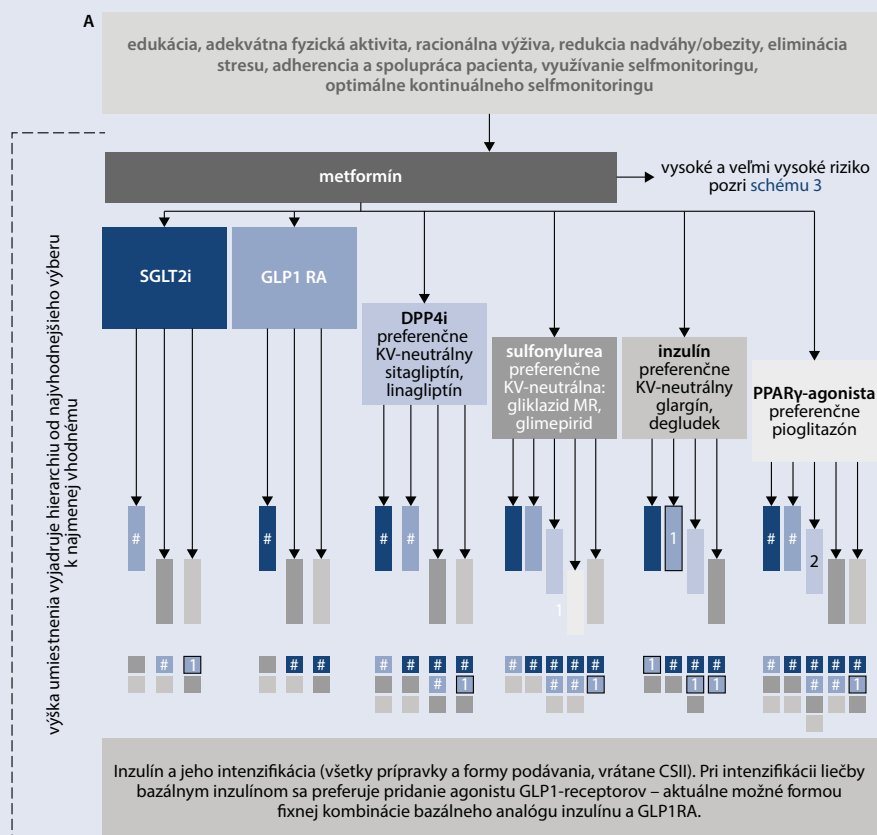 A
edukácia, adekvátna fyzická aktivita, racionálna výživa, redukcia nadváhy/obezity, eliminácia
stresu, adherencia a spolupráca pacienta, využívanie selfmonitoringu,
optimálne kontinuálneho selfmonitoringu
metformín
vysoké a veľmi vysoké riziko
pozri schému 3
výška umiestnenia vyjadruje hierarchiu od najvhodnejšieho výberu
k najmenej vhodnému
SGLT2i
GLP1 RA
DPP4i
preferenčne
KV-neutrálny
sitagliptín,
linagliptín
sulfonylurea
preferenčne
KV-neutrálna:
gliklazid MR,
glimepirid
inzulín
preferenčne
KV-neutrálny
glargín,
degludek
PPARγ-agonista
preferenčne
pioglitazón
# # # # 1 # #
2
1
# 1 # # # # # # # # # # # 1 # # # # # # # #
# 1 # # 1 1 1 # # 1
Inzulín a jeho intenzifikácia (všetky prípravky a formy podávania, vrátane CSII). Pri intenzifikácii liečby
bazálnym inzulínom sa preferuje pridanie agonistu GLP1-receptorov – aktuálne možné formou
fixnej kombinácie bazálneho analógu inzulínu a GLP1RA.